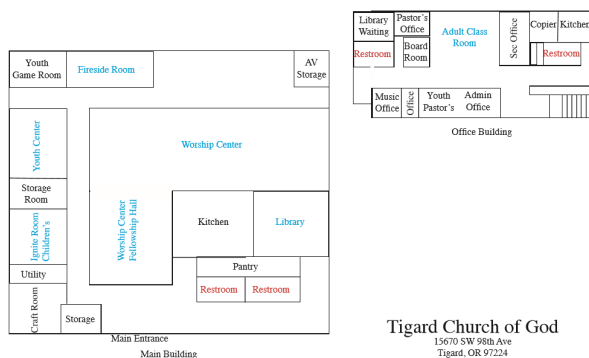 Youth
Game Room
Fireside Room
AV
Storage
Library
Waiting
Pastor's
Office
Adult Class
Room
Sec Office
Copier
Kitchen
Restroom
Board
Room
Restroom
Music
Office
Office
Youth
Pastor's
Admin
Office
Office Building
Youth Center
Worship Center
Storage
Room
Ignite Room
Children's
Worship Center
Fellowship Hall
Kitchen
Library
Utility
Pantry
Restroom
Restroom
Craft Room
Storage
Main Entrance
Main Building
Tigard Church of God
15670 SW 98th Ave
Tigard, OR 97224